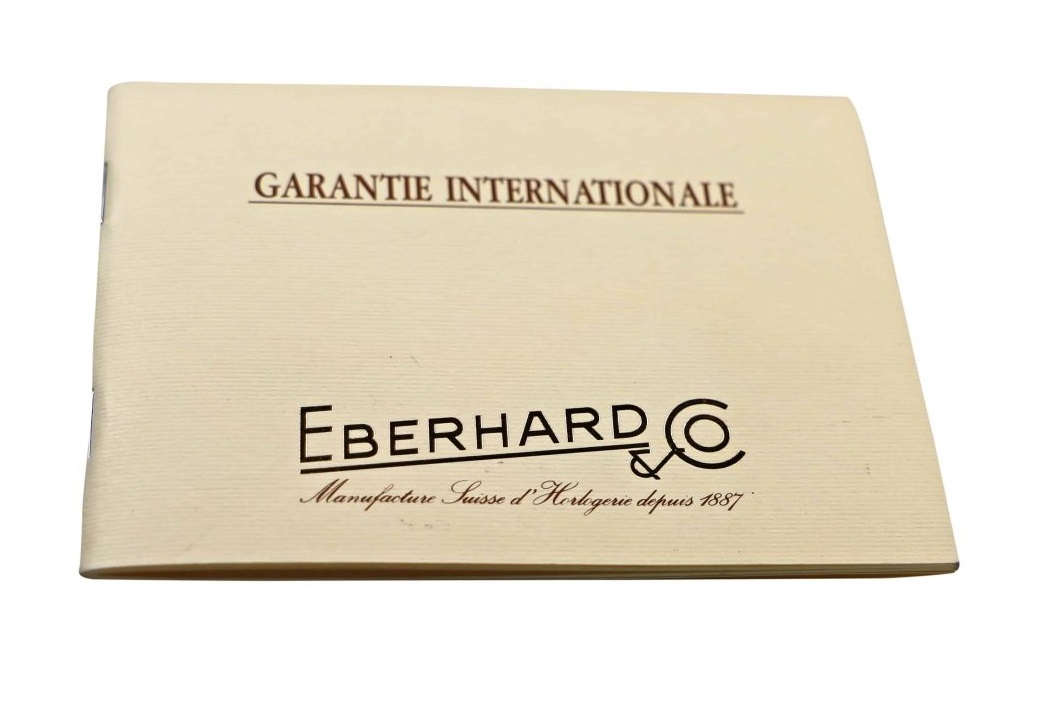 GARANTIE INTERNATIONALE
EBERHARD & CO
Manufacture Suisse d'Horlogerie depuis 1887